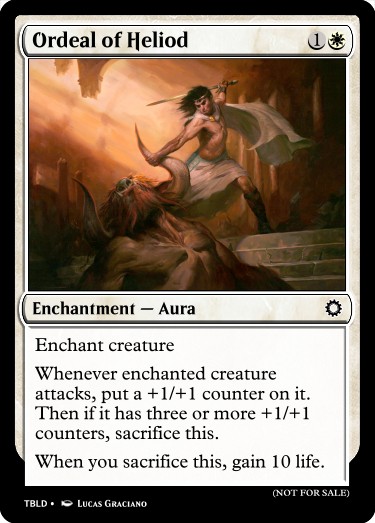 Ordeal of Heliod 1
Enchantment — Aura
Enchant creature
Whenever enchanted creature
attacks, put a +1/+1 counter on it.
Then if it has three or more +1/+1
counters, sacrifice this.
When you sacrifice this, gain 10 life.
TBLD • Lucas Graciano
(NOT FOR SALE)